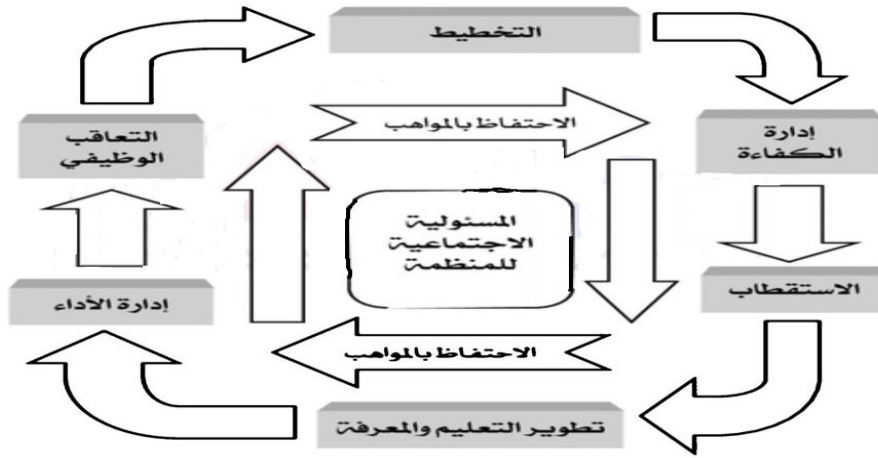 التخطيط
الاحتفاظ بالمواهب
إدارة
الكفاءة
التعاقب
الوظيفي
المسئولية
الاجتماعية
للمنظمة
الاستقطاب
إدارة الأداء
الاحتفاظ بالمواهب
تطوير التعليم والمعرفة